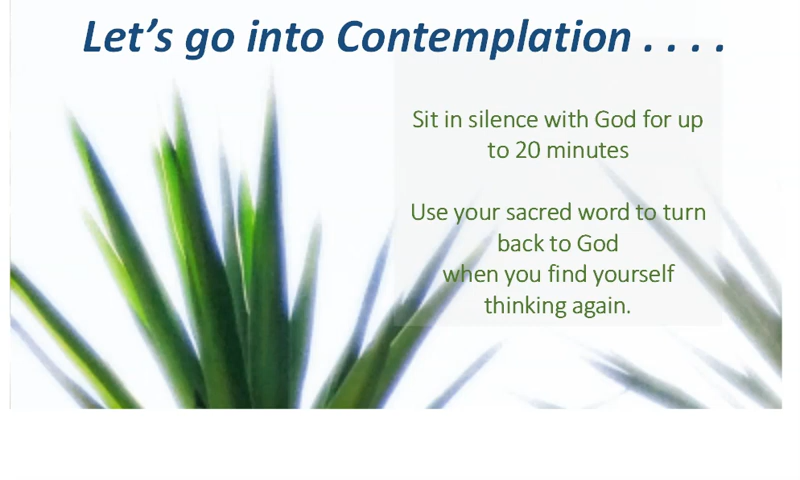 Let's go into Contemplation . . . .
Sit in silence with God for up
to 20 minutes
Use your sacred word to turn
back to God
when you find yourself
thinking again.